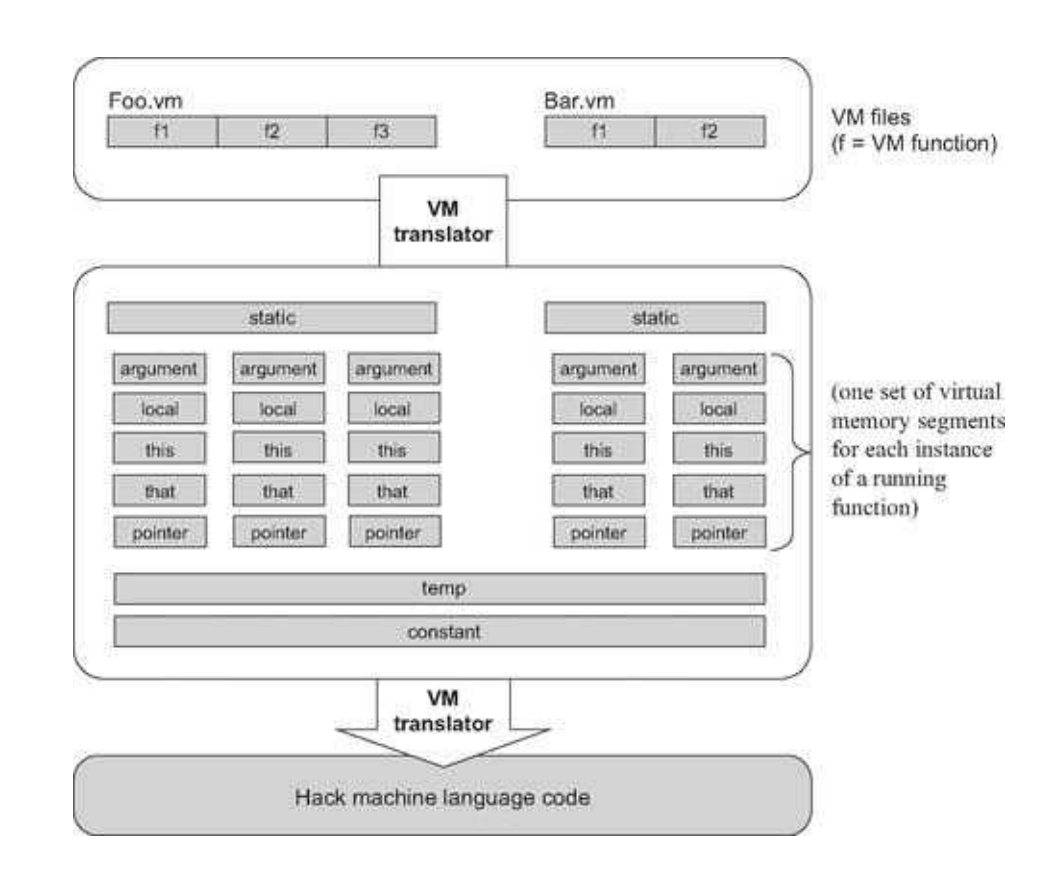 Foo.vm
Bar.vm
f1 f2 f3
f1 f2
VM files
(f = VM function)
VM
translator
static
static
argument argument argument argument argument
local local local local local
this this this this this
that that that that that
pointer pointer pointer pointer pointer
(one set of virtual
memory segments
for each instance
of a running
function)
temp
constant
VM
translator
Hack machine language code